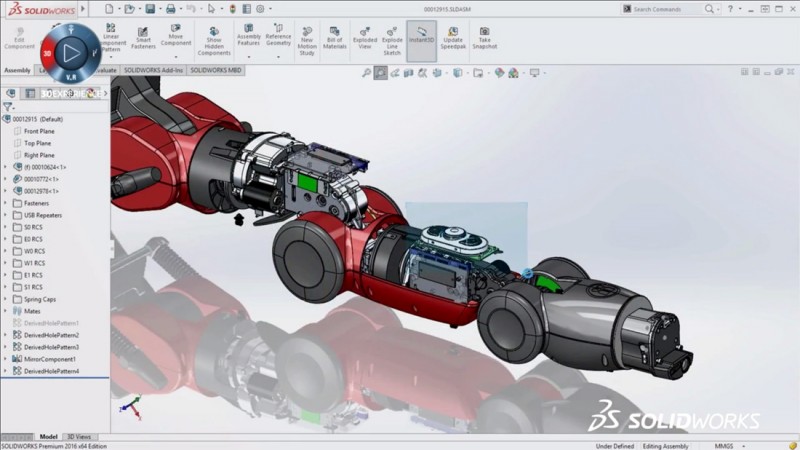 SOLIDWORKS
00012915.SLDASM
Search Commands
Edit Component
Linear Component Pattern
Smart Fasteners
Move Component
Show Hidden Components
Assembly Features
Reference Geometry
New Motion Study
Bill of Materials
Exploded View
Explode Line Sketch
Instant3D
Update Speedpak
Take Snapshot
3D
V.R
Assembly
SOLIDWORKS Add-Ins
SOLIDWORKS MBD
00012915 (Default)
Front Plane
Top Plane
Right Plane
(f) 00010624<1>
00010772<1>
00012978<1>
Fasteners
USB Repeaters
S0 RCS
E0 RCS
W0 RCS
W1 RCS
E1 RCS
S1 RCS
Spring Caps
Mates
DerivedHolePattern1
DerivedHolePattern2
DerivedHolePattern3
MirrorComponent1
DerivedHolePattern4
SOLIDWORKS
Model
3D Views
SOLIDWORKS Premium 2016 x64 Edition
Under Defined
Editing Assembly
MMGS